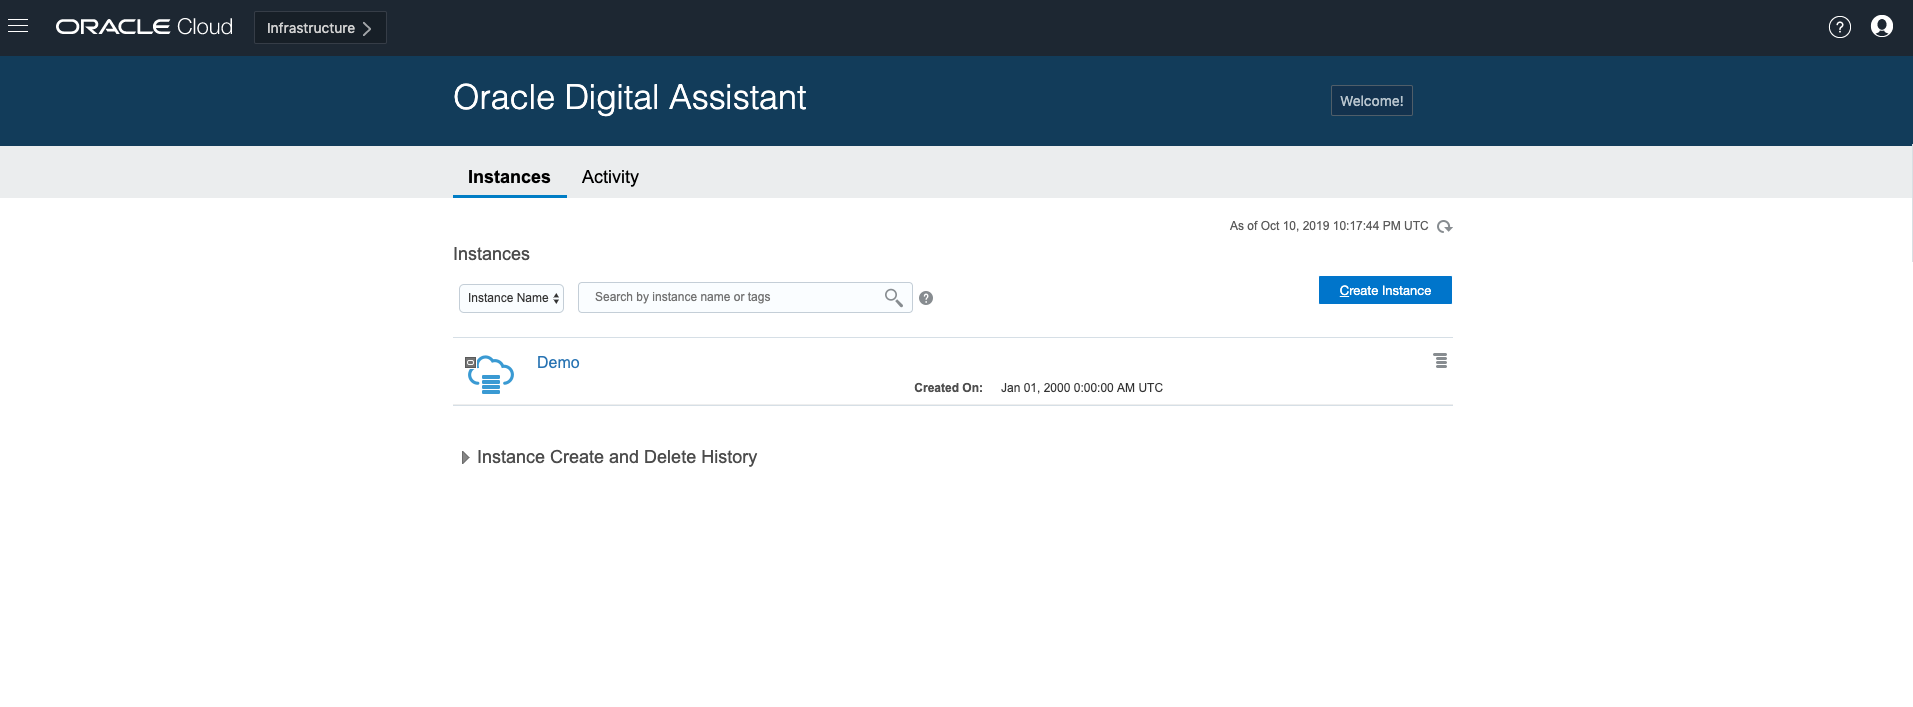 ORACLE Cloud
Infrastructure
Oracle Digital Assistant
Welcome!
Instances
Activity
As of Oct 10, 2019 10:17:44 PM UTC
Instances
Instance Name
Search by instance name or tags
Create Instance
Demo
Created On: Jan 01, 2000 0:00:00 AM UTC
Instance Create and Delete History